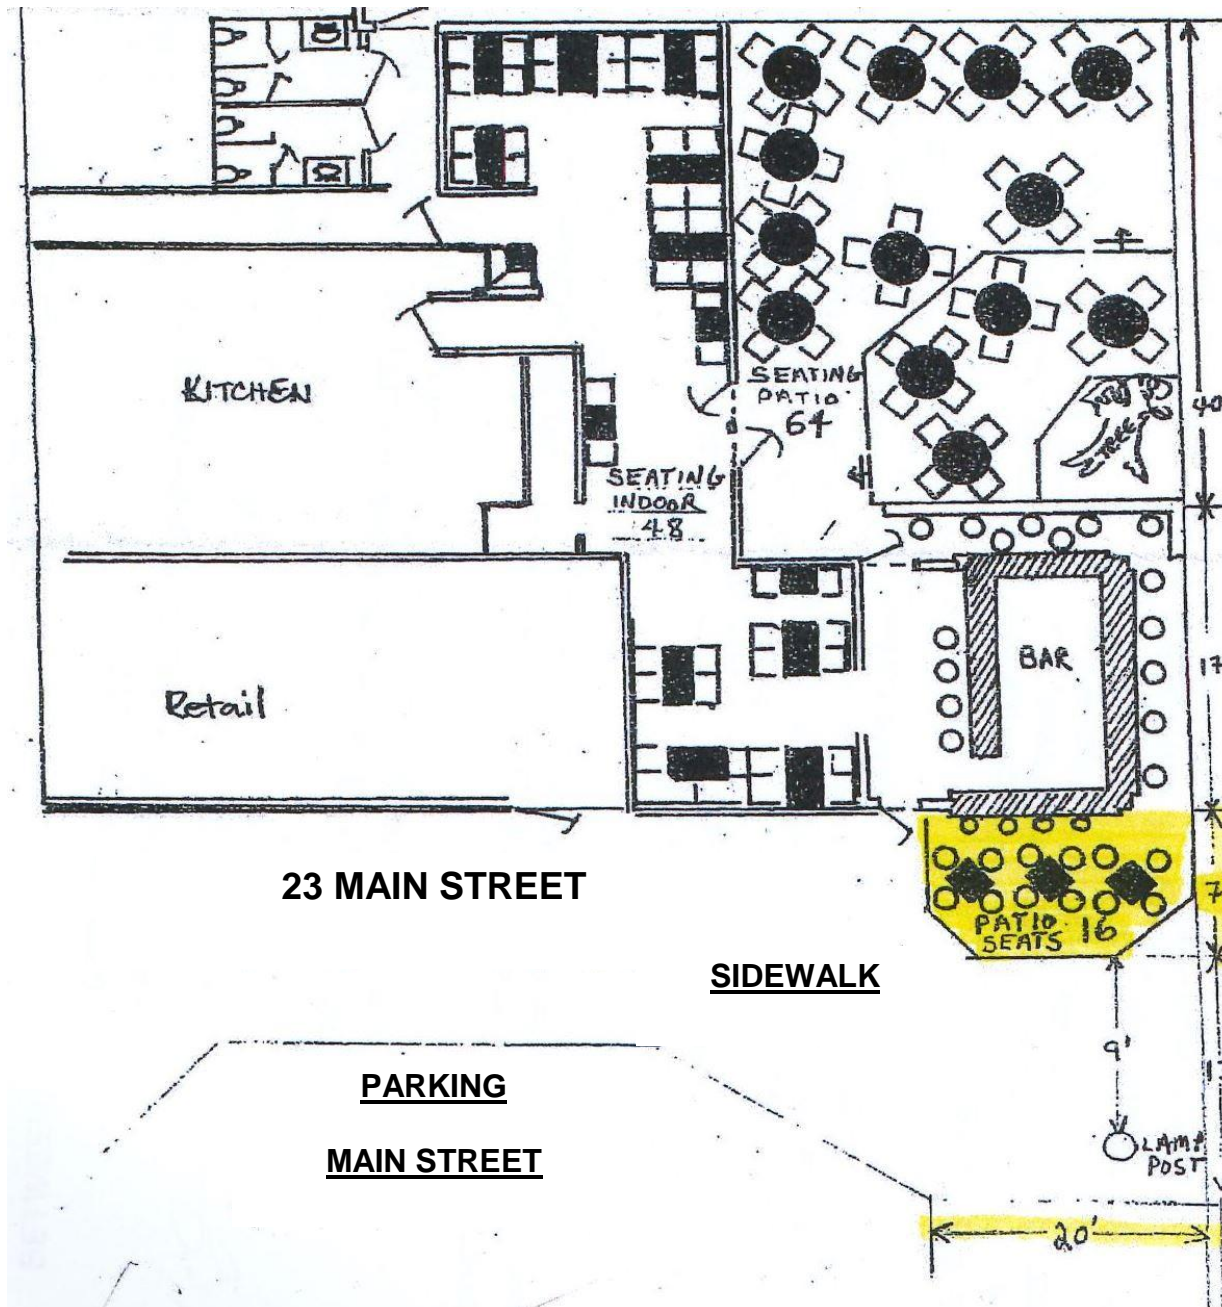 KITCHEN
SEATING
PATIO
64
TREE
40
SEATING
INDOOR
48
BAR
17
Retail
23 MAIN STREET
7
PATIO 16
SEATS
SIDEWALK
9'
PARKING
LAMP
POST
MAIN STREET
20'